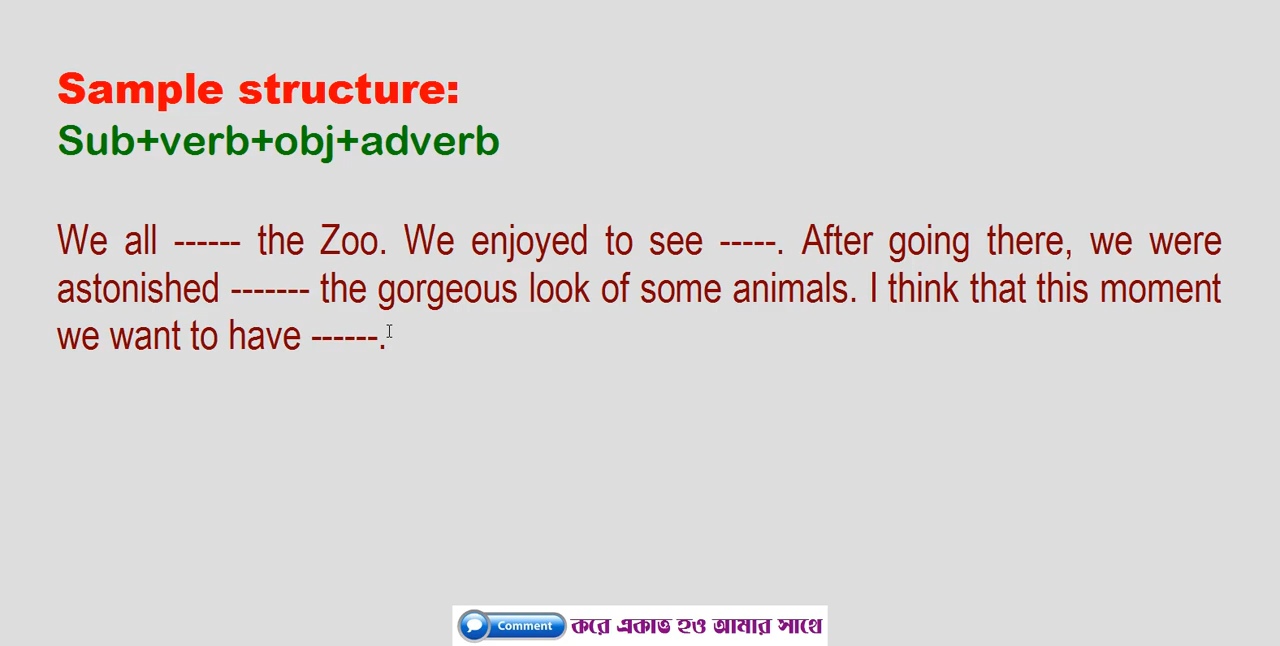 Sample structure:
Sub+verb+obj+adverb
We all ------ the Zoo. We enjoyed to see -----. After going there, we were
astonished ------- the gorgeous look of some animals. I think that this moment
we want to have ------.
Comment করে একাত্ত হও আমার সাথে